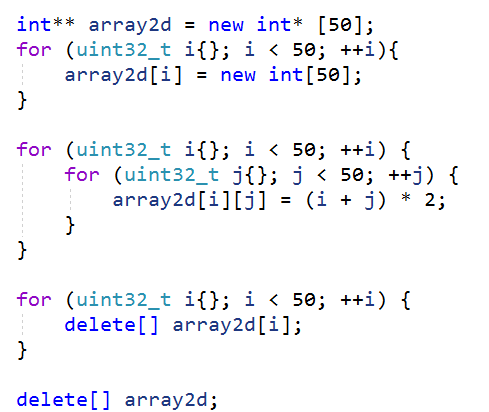 int** array2d = new int* [50];
for (uint32_t i{}; i < 50; ++i){
    array2d[i] = new int[50];
}

for (uint32_t i{}; i < 50; ++i) {
    for (uint32_t j{}; j < 50; ++j) {
        array2d[i][j] = (i + j) * 2;
    }
}

for (uint32_t i{}; i < 50; ++i) {
    delete[] array2d[i];
}

delete[] array2d;